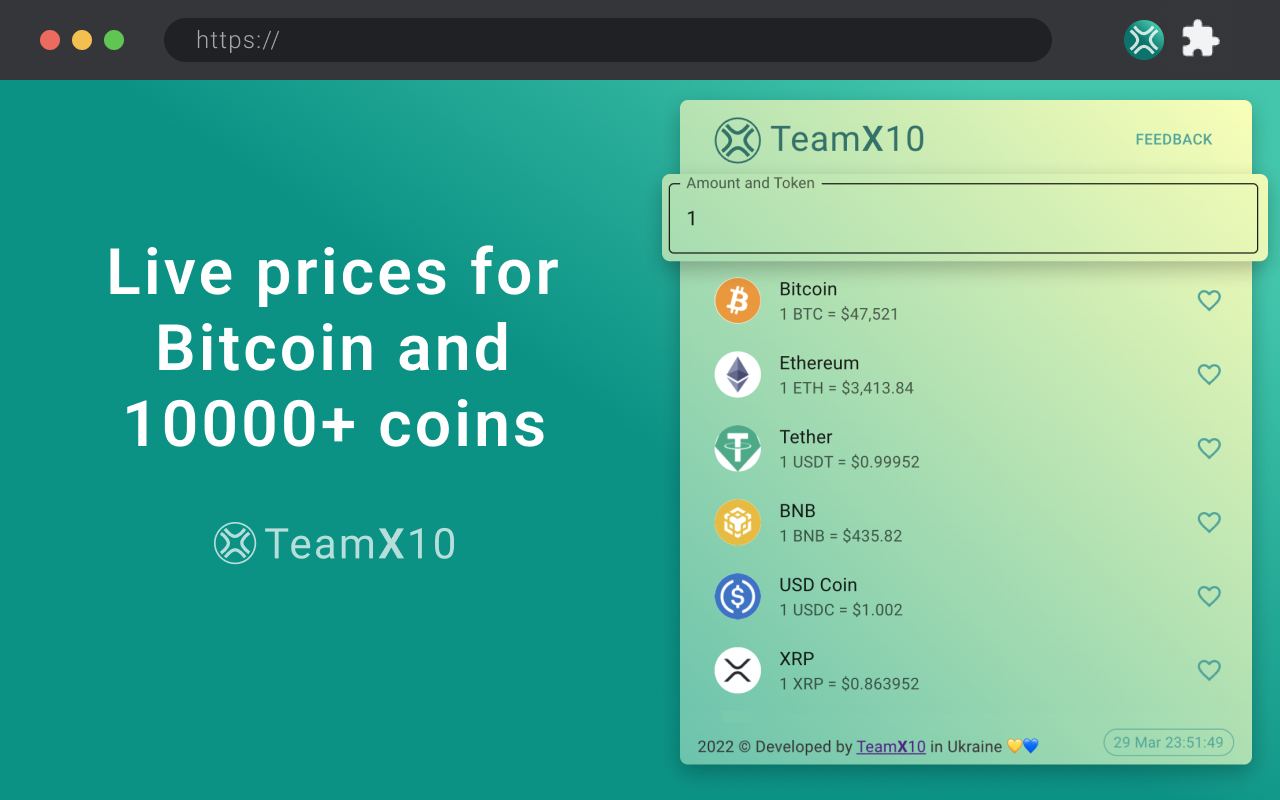 https://
Live prices for
Bitcoin and
10000+ coins
TeamX10
TeamX10
FEEDBACK
Amount and Token
1
Bitcoin
1 BTC = $47,521
Ethereum
1 ETH = $3,413.84
Tether
1 USDT = $0.99952
BNB
1 BNB = $435.82
USD Coin
1 USDC = $1.002
XRP
1 XRP = $0.863952
2022 © Developed by TeamX10 in Ukraine 💛💙
29 Mar 23:51:49